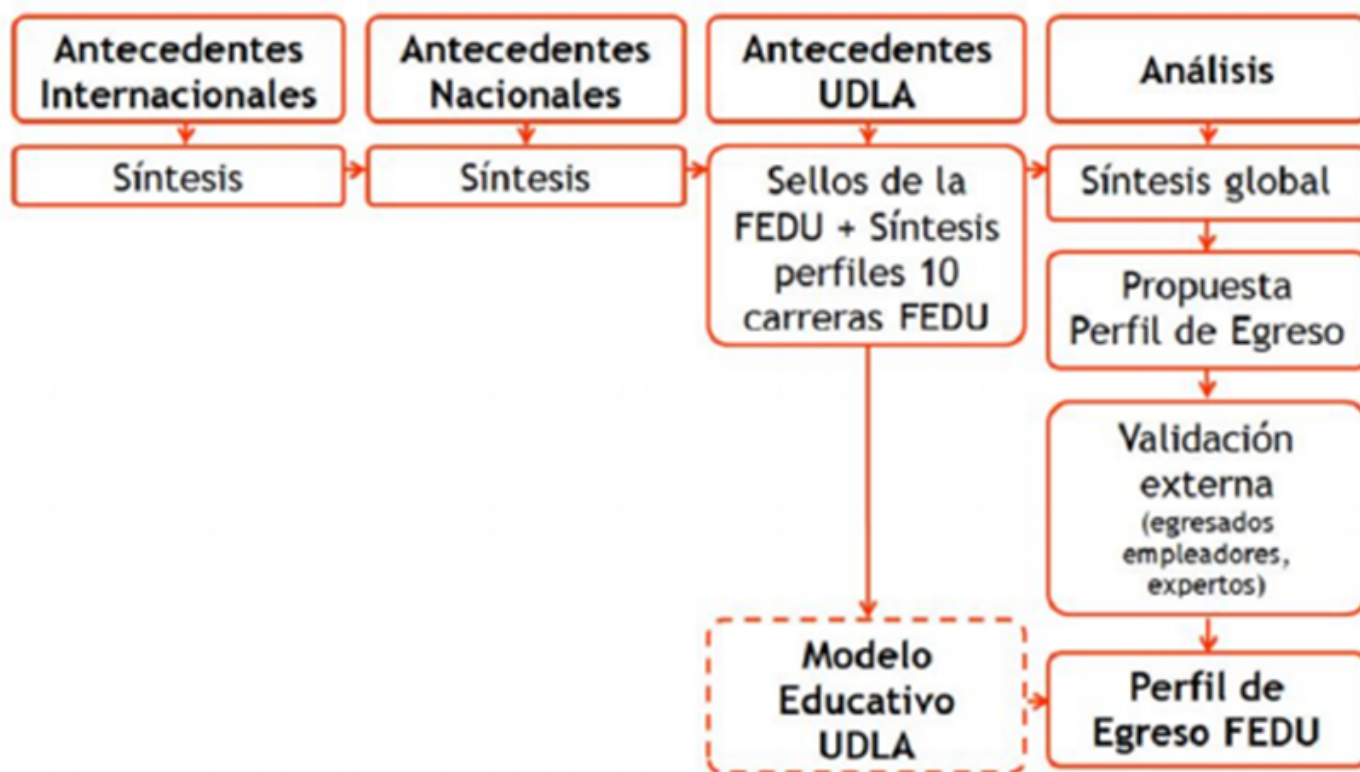 Antecedentes
Internacionales
Antecedentes
Nacionales
Antecedentes
UDLA
Análisis
Síntesis
Síntesis
Sellos de la
FEDU + Síntesis
perfiles 10
carreras FEDU
Síntesis global
Propuesta
Perfil de Egreso
Validación
externa
(egresados
empleadores,
expertos)
Modelo
Educativo
UDLA
Perfil de
Egreso FEDU